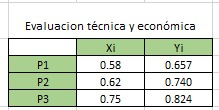 Evaluacion técnica y económica
Xi Yi
P1 0.58 0.657
P2 0.62 0.740
P3 0.75 0.824